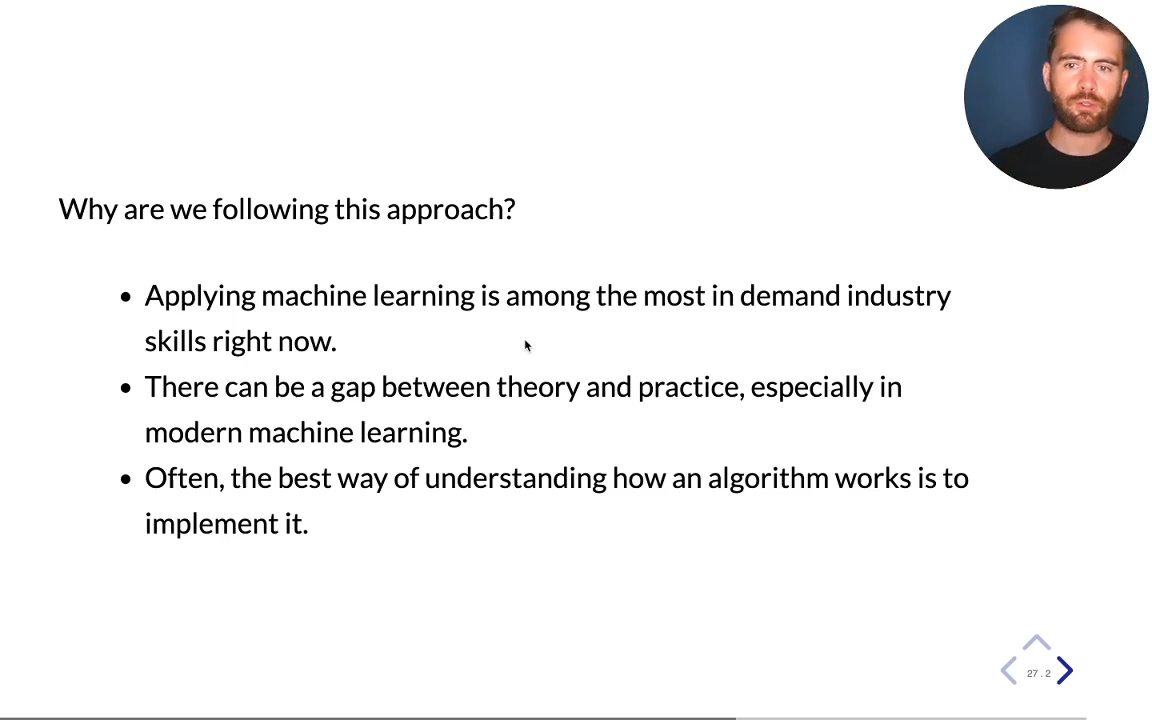 Why are we following this approach?
• Applying machine learning is among the most in demand industry
skills right now.
• There can be a gap between theory and practice, especially in
modern machine learning.
• Often, the best way of understanding how an algorithm works is to
implement it.
27.2